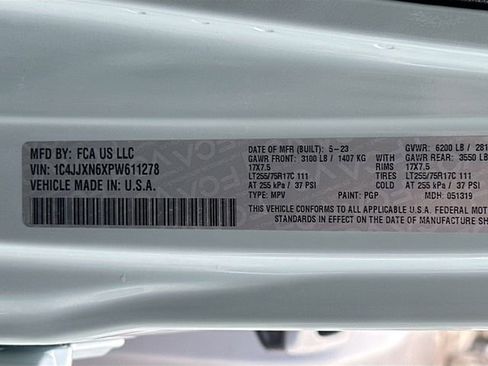 MFD BY: FCA US LLC
VIN: 1C4JJXN6XPW611278
VEHICLE MADE IN U.S.A.
DATE OF MFR (BUILT): 5-23 GVWR: 6200 LB / 281
GAWR FRONT: 3100 LB / 1407 KG GAWR REAR: 3550 LB
17X7.5 RIMS 17X7.5
LT255/75R17C 111 TIRES LT255/75R17C 111
AT 255 kPa / 37 PSI AT 255 kPa / 37 PSI
TYPE: MPV PAINT: PGP MDH: 051319
THIS VEHICLE CONFORMS TO ALL APPLICABLE U.S.A. FEDERAL MOTOR
STANDARDS IN EFFECT ON THE DATE OF MANUFACTURE SH